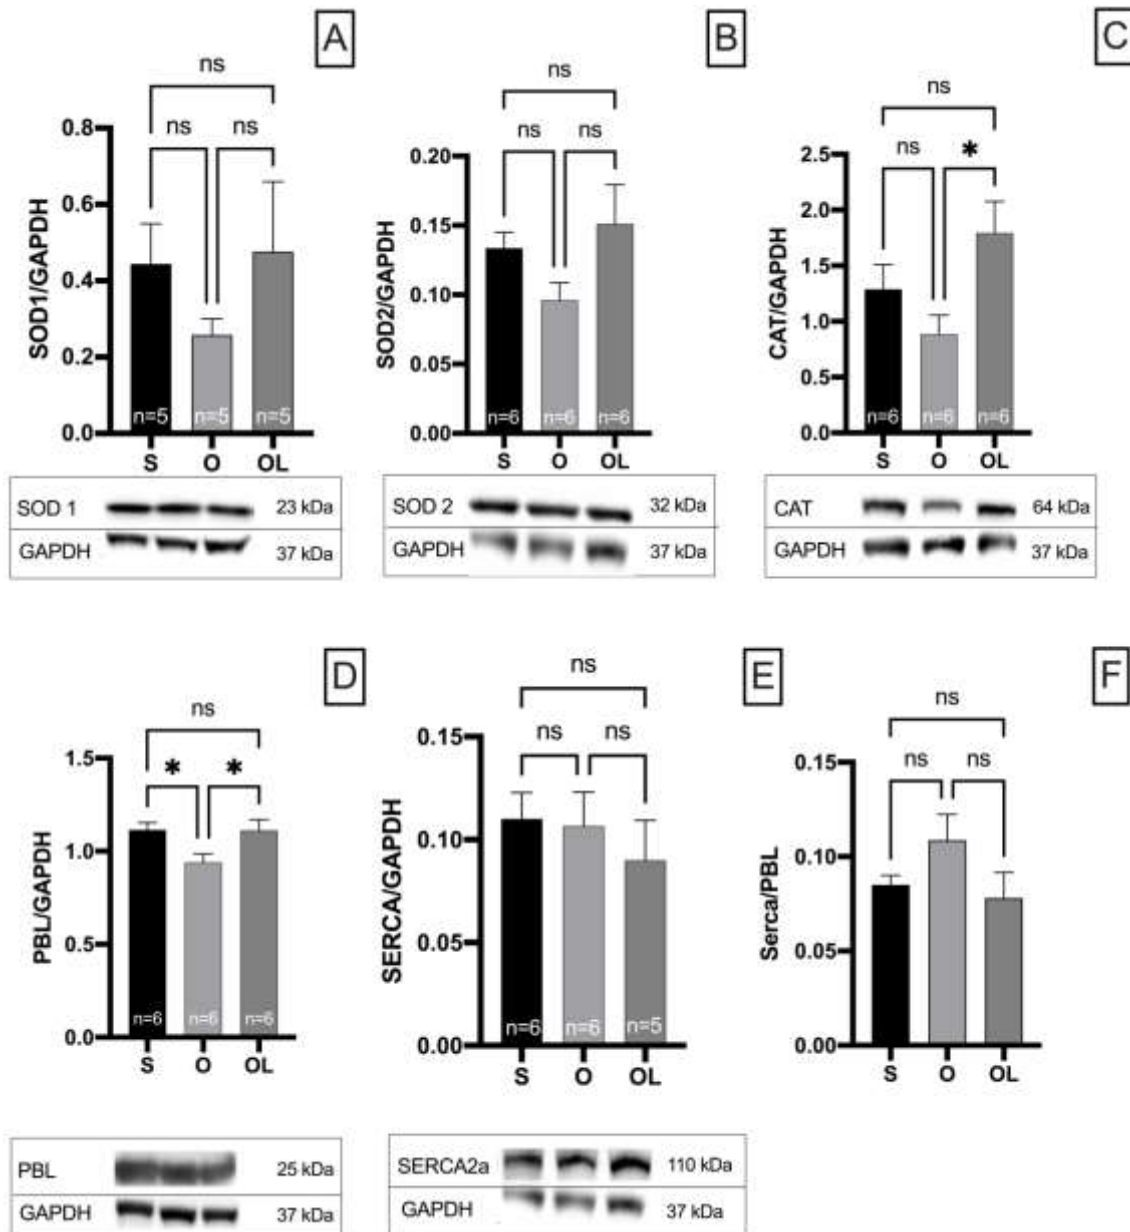 A
ns
ns ns
SOD1/GAPDH
0.8
0.6
0.4
0.2
0.0
n=5 n=5 n=5
S O OL
SOD 1 23 kDa
GAPDH 37 kDa
B
ns
ns ns
SOD2/GAPDH
0.20
0.15
0.10
0.05
0.00
n=6 n=6 n=6
S O OL
SOD 2 32 kDa
GAPDH 37 kDa
C
ns
ns *
CAT/GAPDH
2.5
2.0
1.5
1.0
0.5
0.0
n=6 n=6 n=6
S O OL
CAT 64 kDa
GAPDH 37 kDa
D
ns
* *
PBL/GAPDH
1.5
1.0
0.5
0.0
n=6 n=6 n=6
S O OL
PBL 25 kDa
GAPDH 37 kDa
E
ns
ns ns
SERCA/GAPDH
0.15
0.10
0.05
0.00
n=6 n=6 n=5
S O OL
SERCA2a 110 kDa
GAPDH 37 kDa
F
ns
ns ns
Serca/PBL
0.15
0.10
0.05
0.00
S O OL